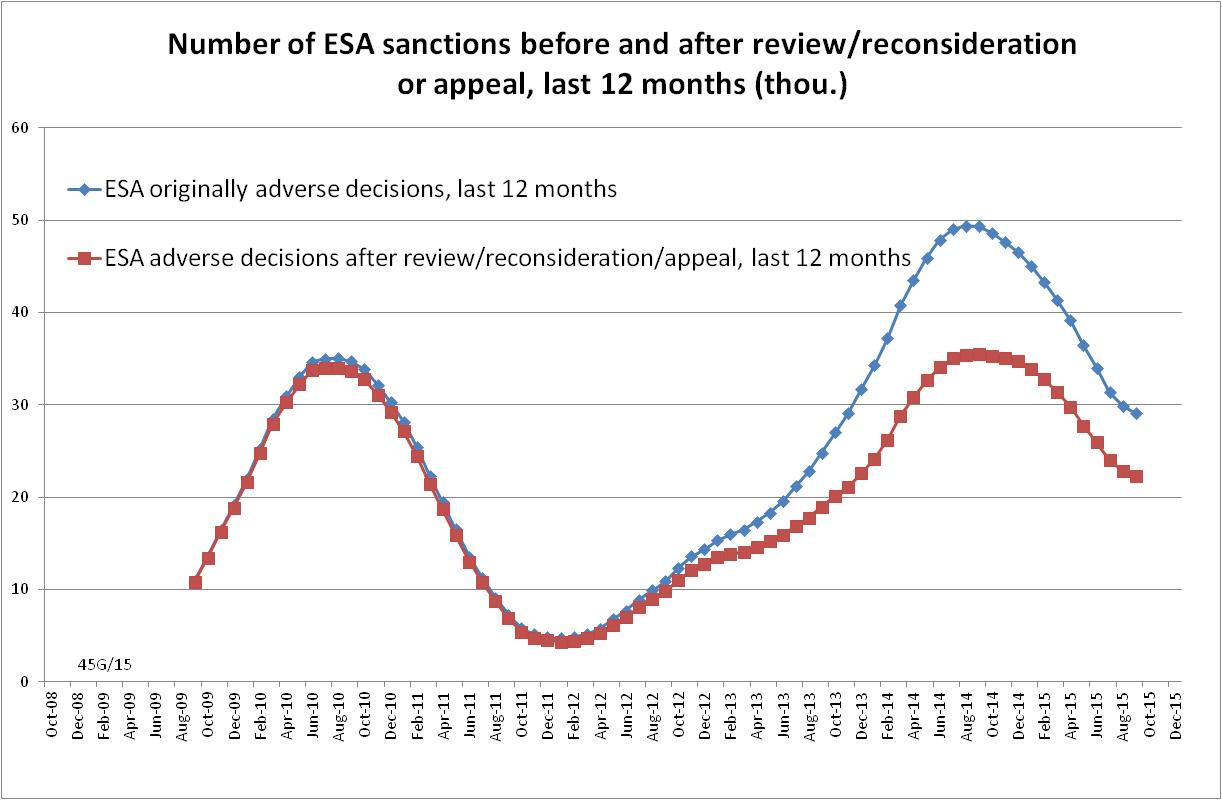 Number of ESA sanctions before and after review/reconsideration
or appeal, last 12 months (thou.)
60
ESA originally adverse decisions, last 12 months
50
ESA adverse decisions after review/reconsideration/appeal, last 12 months
40
30
20
10
45G/15
0
Oct-08 Dec-08 Feb-09 Apr-09 Jun-09 Aug-09 Oct-09 Dec-09 Feb-10 Apr-10 Jun-10 Aug-10 Oct-10 Dec-10 Feb-11 Apr-11 Jun-11 Aug-11 Oct-11 Dec-11 Feb-12 Apr-12 Jun-12 Aug-12 Oct-12 Dec-12 Feb-13 Apr-13 Jun-13 Aug-13 Oct-13 Dec-13 Feb-14 Apr-14 Jun-14 Aug-14 Oct-14 Dec-14 Feb-15 Apr-15 Jun-15 Aug-15 Oct-15 Dec-15